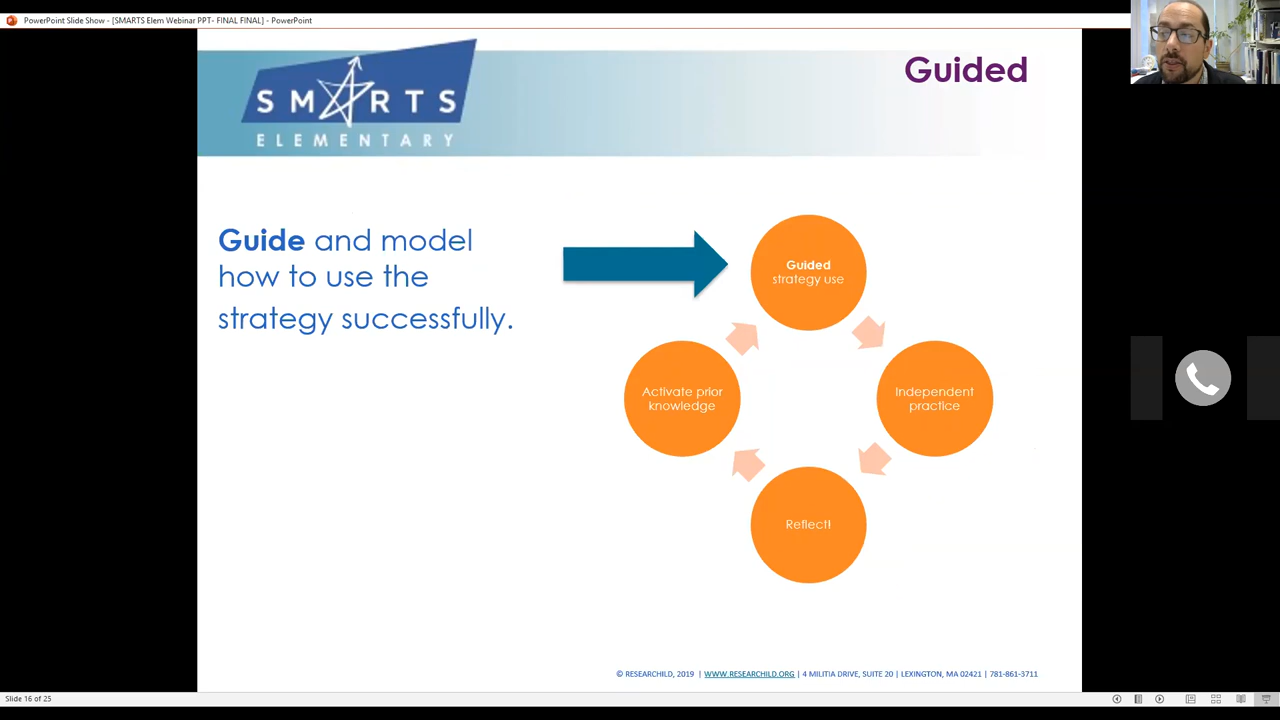 PowerPoint Slide Show - [SMARTS Elem Webinar PPT- FINAL FINAL] - PowerPoint
SMARTS
ELEMENTARY
Guided
Guide and model
how to use the
strategy successfully.
Guided
strategy use
Activate prior
knowledge
Independent
practice
Reflect!
© RESEARCHILD, 2019 | WWW.RESEARCHILD.ORG | 4 MILITIA DRIVE, SUITE 20 | LEXINGTON, MA 02421 | 781-861-3711
Slide 16 of 25